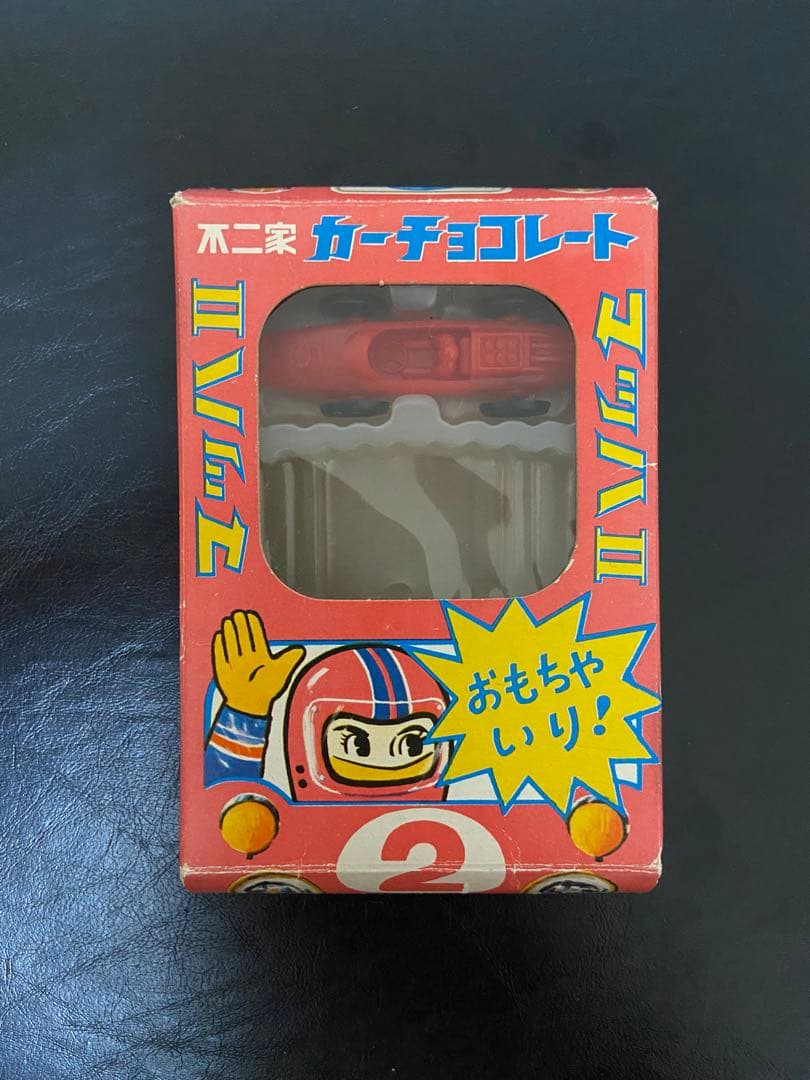 不二家 カーチョコレート
マッハII
マッハII
おもちゃ
いり!
2